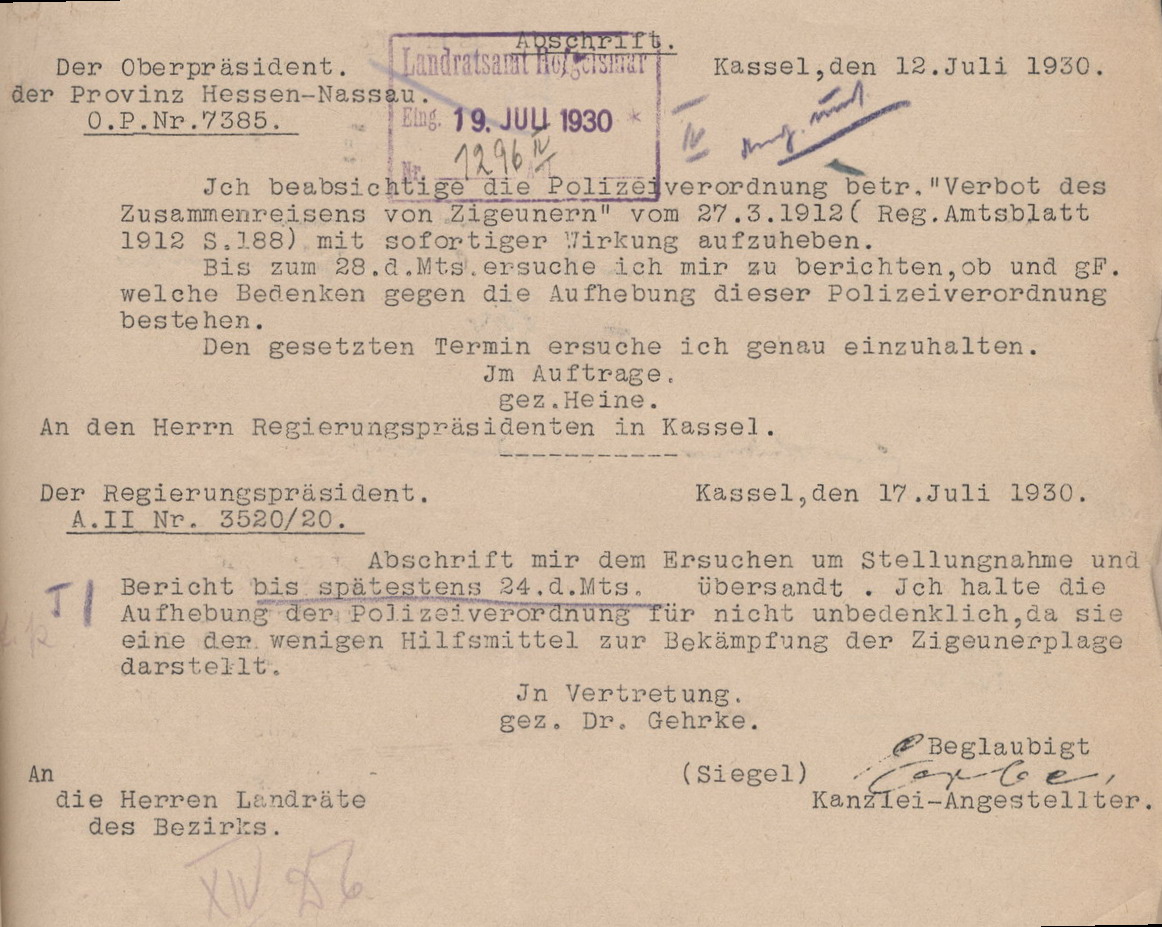 Abschrift.
Landratsamt Hofgeismar
Der Oberpräsident.
Kassel,den 12.Juli 1930.
der Provinz Hessen-Nassau.
O.P.Nr.7385.
Eing. 19. JULI 1930 *
Nr. 1296 IV
IV
Jch beabsichtige die Polizeiverordnung betr."Verbot des
Zusammenreisens von Zigeunern" vom 27.3.1912( Reg.Amtsblatt
1912 S.188) mit sofortiger Wirkung aufzuheben.
Bis zum 28.d.Mts.ersuche ich mir zu berichten,ob und gF.
welche Bedenken gegen die Aufhebung dieser Polizeiverordnung
bestehen.
Den gesetzten Termin ersuche ich genau einzuhalten.
Jm Auftrage.
gez.Heine.
An den Herrn Regierungspräsidenten in Kassel.
-----------
Der Regierungspräsident.
Kassel,den 17.Juli 1930.
A.II Nr. 3520/20.
Abschrift mir dem Ersuchen um Stellungnahme und
Bericht bis spätestens 24.d.Mts. übersandt . Jch halte die
Aufhebung der Polizeiverordnung für nicht unbedenklich,da sie
eine der wenigen Hilfsmittel zur Bekämpfung der Zigeunerplage
darstellt.
Jn Vertretung.
gez. Dr. Gehrke.
Beglaubigt
An
(Siegel)
die Herren Landräte
Kanzlei-Angestellter.
des Bezirks.
XIV